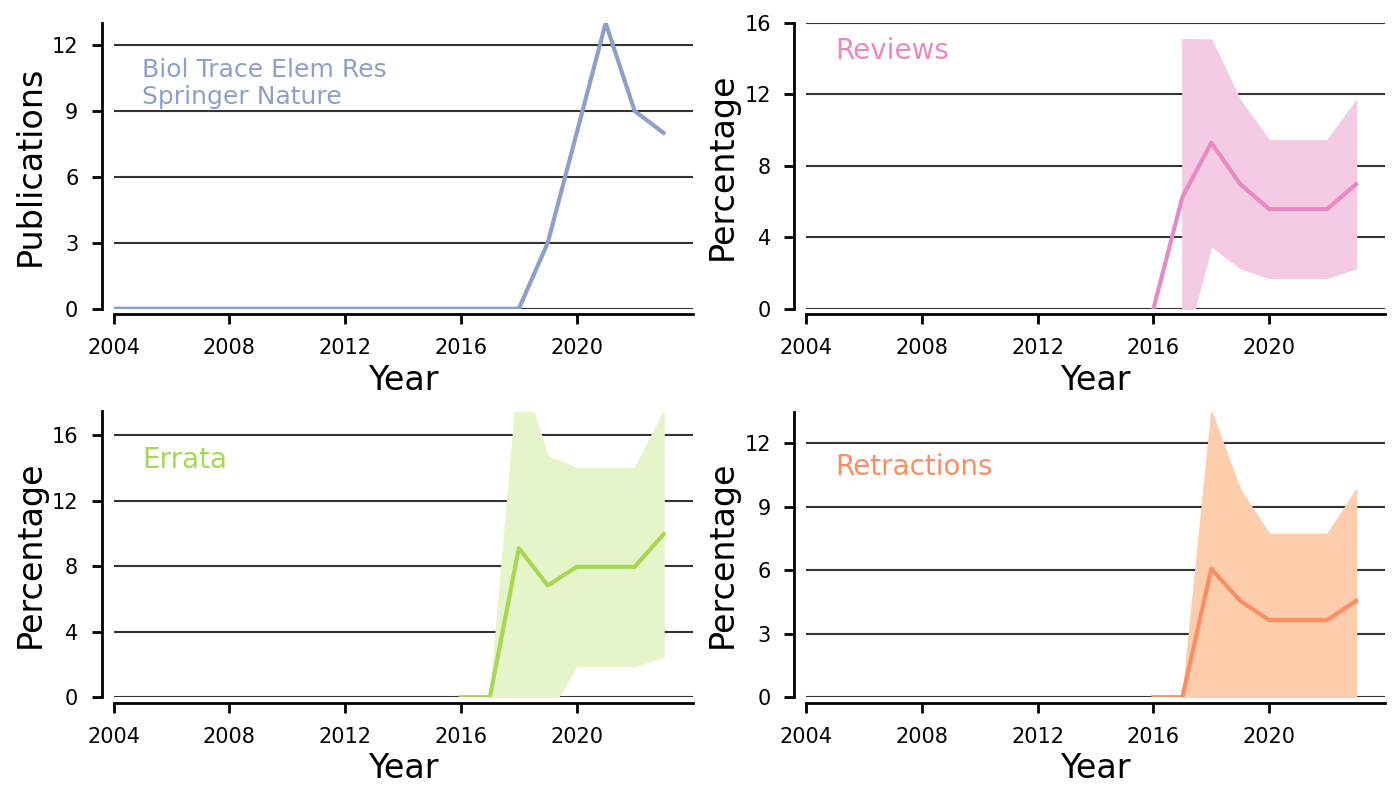 Publications
12
9
6
3
0
Biol Trace Elem Res
Springer Nature
2004 2008 2012 2016 2020
Year
Percentage
16
12
8
4
0
Reviews
2004 2008 2012 2016 2020
Year
Percentage
16
12
8
4
0
Errata
2004 2008 2012 2016 2020
Year
Percentage
12
9
6
3
0
Retractions
2004 2008 2012 2016 2020
Year